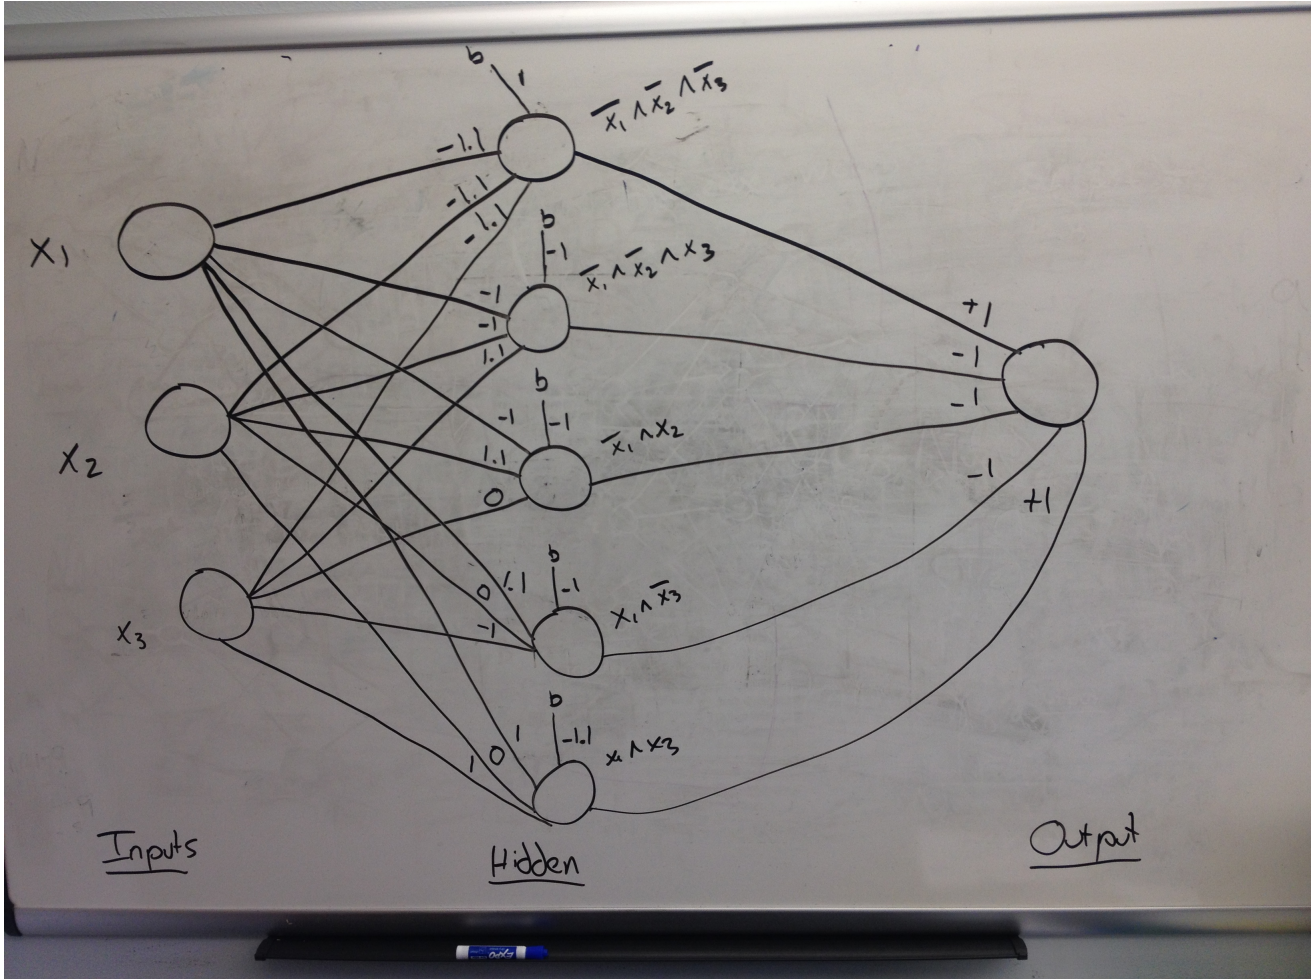 b
1
x̅₁ ∧ x̅₂ ∧ x̅₃
-1.1
-1.1
-1.1
x₁
b
-1
x̅₁ ∧ x̅₂ ∧ x₃
-1
-1
1.1
+1
-1
-1
-1
+1
b
-1
x̅₁ ∧ x₂
-1
1.1
0
x₂
b
-1
x₁ ∧ x̅₃
0
1.1
-1
x₃
b
-1.1
x₁ ∧ x₃
1
0
1
Inputs
Hidden
Output
EXPO